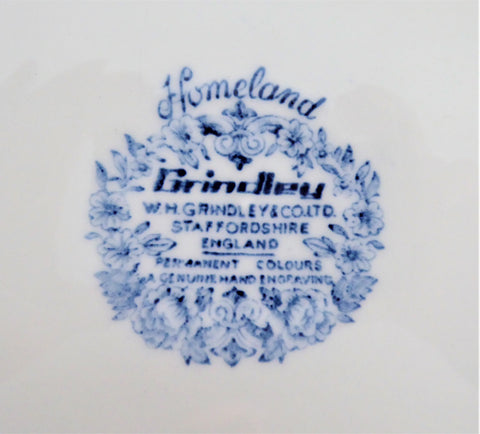 Homeland
Grindley
W.H. GRINDLEY & CO. LTD.
STAFFORDSHIRE
ENGLAND
PERMANENT COLOURS
A GENUINE HAND ENGRAVING